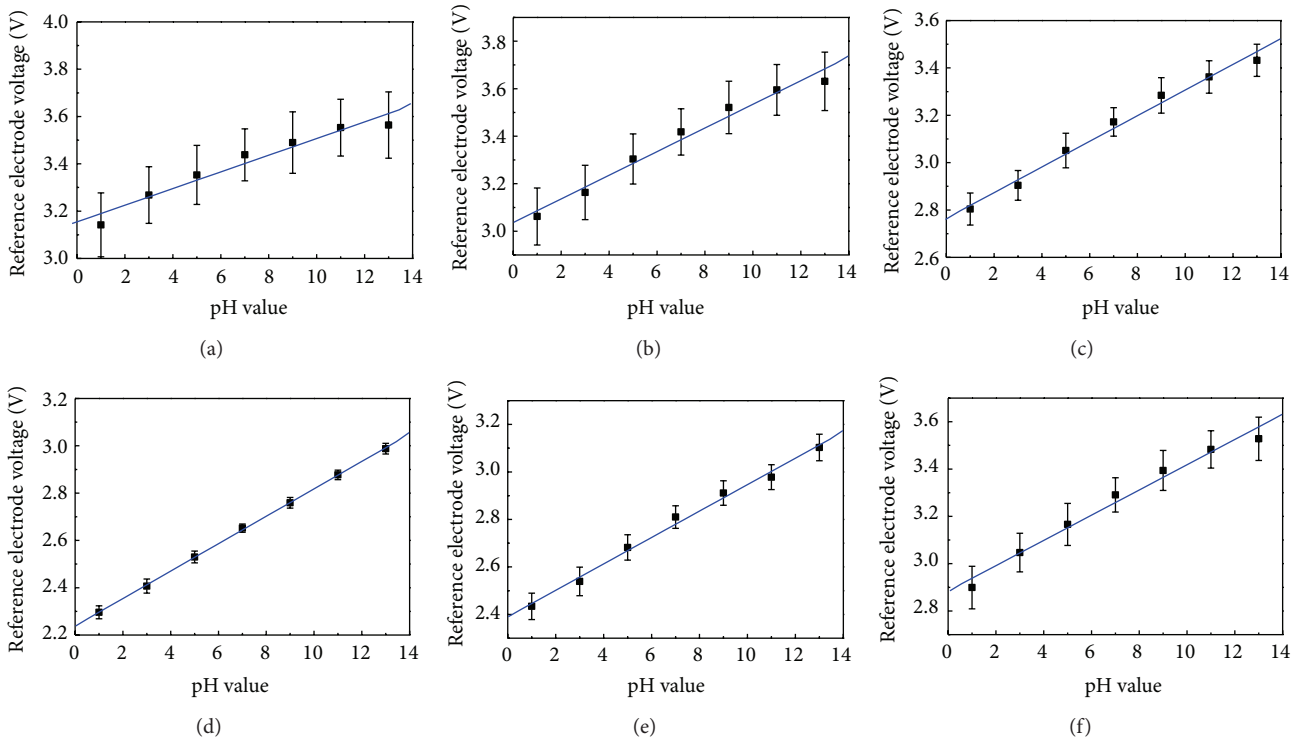 4.0
3.8
3.6
3.4
3.2
3.0
Reference electrode voltage (V)
0 2 4 6 8 10 12 14
pH value
(a)
3.8
3.6
3.4
3.2
3.0
Reference electrode voltage (V)
0 2 4 6 8 10 12 14
pH value
(b)
3.6
3.4
3.2
3.0
2.8
2.6
Reference electrode voltage (V)
0 2 4 6 8 10 12 14
pH value
(c)
3.2
3.0
2.8
2.6
2.4
2.2
Reference electrode voltage (V)
0 2 4 6 8 10 12 14
pH value
(d)
3.2
3.0
2.8
2.6
2.4
Reference electrode voltage (V)
0 2 4 6 8 10 12 14
pH value
(e)
3.6
3.4
3.2
3.0
2.8
Reference electrode voltage (V)
0 2 4 6 8 10 12 14
pH value
(f)